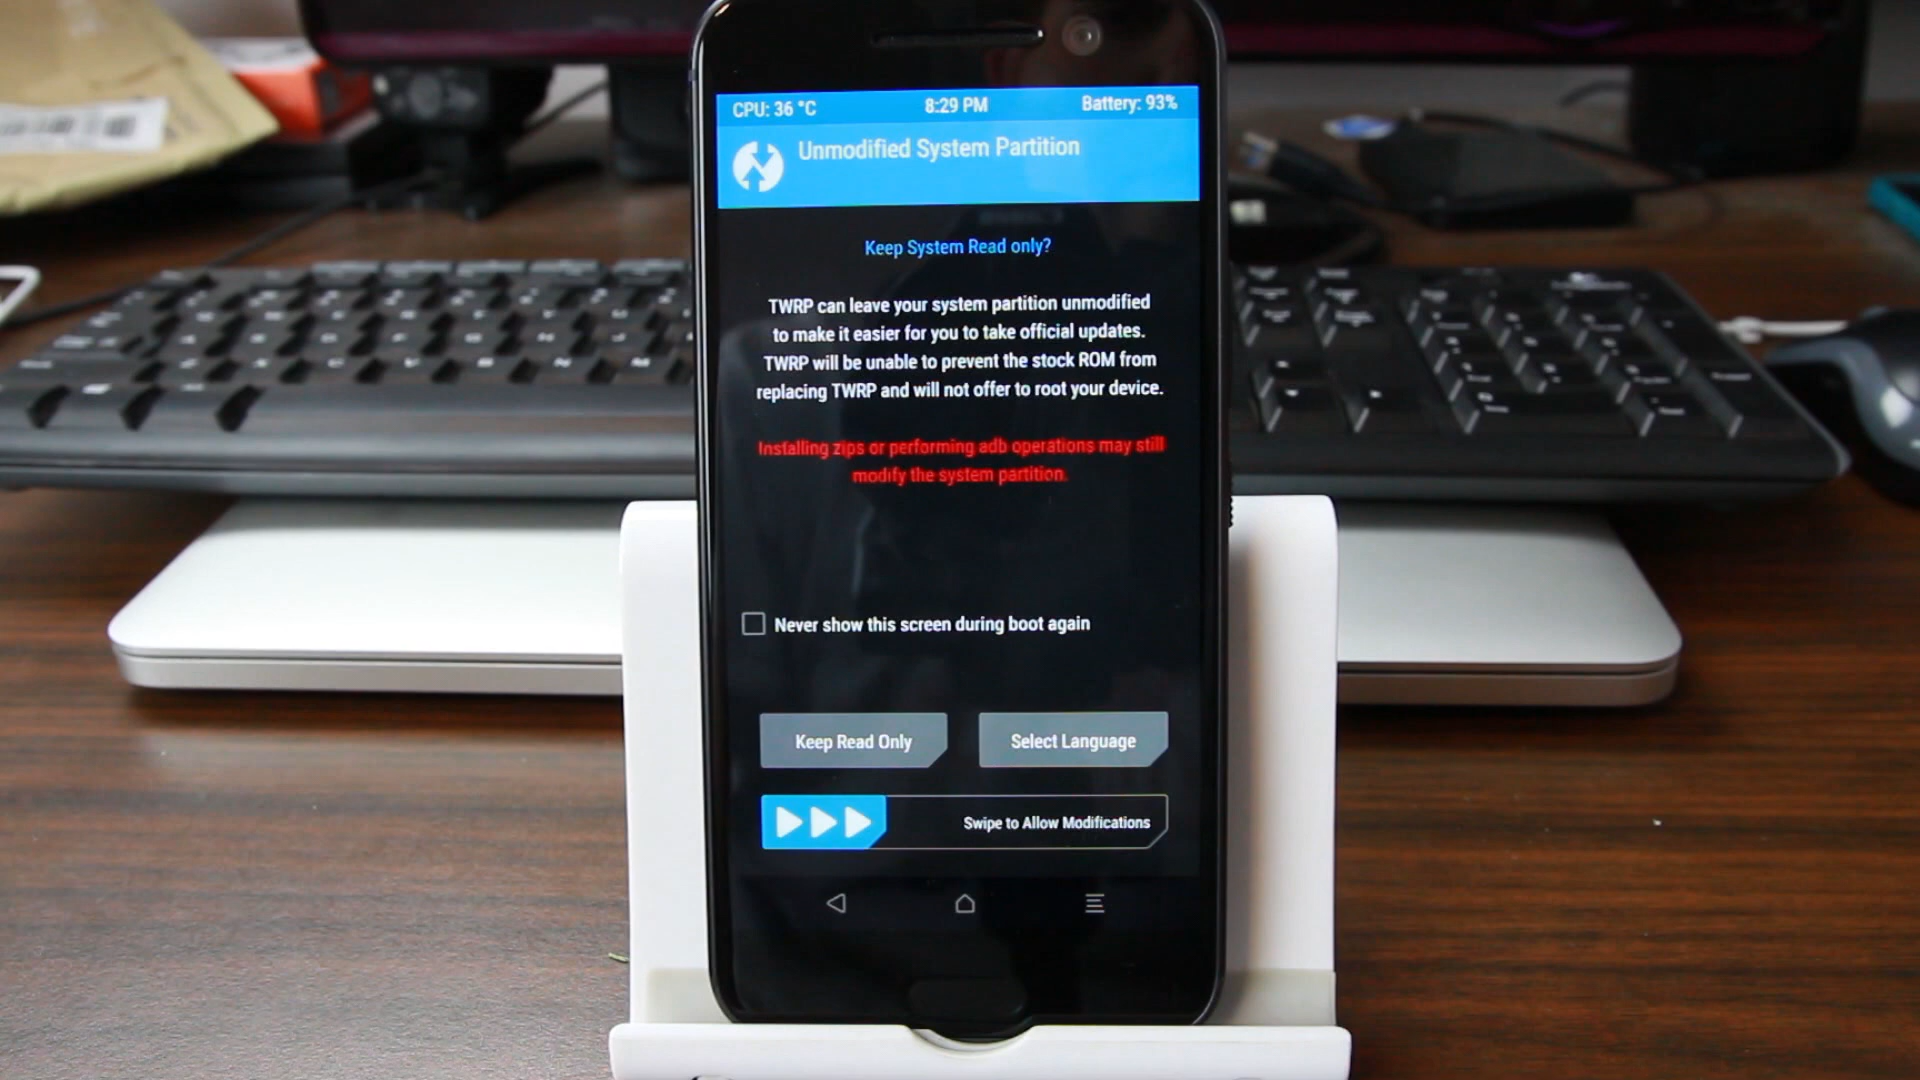 CPU: 36 °C 8:29 PM Battery: 93%
Unmodified System Partition
Keep System Read only?
TWRP can leave your system partition unmodified
to make it easier for you to take official updates.
TWRP will be unable to prevent the stock ROM from
replacing TWRP and will not offer to root your device.
Installing zips or performing adb operations may still
modify the system partition.
Never show this screen during boot again
Keep Read Only
Select Language
Swipe to Allow Modifications